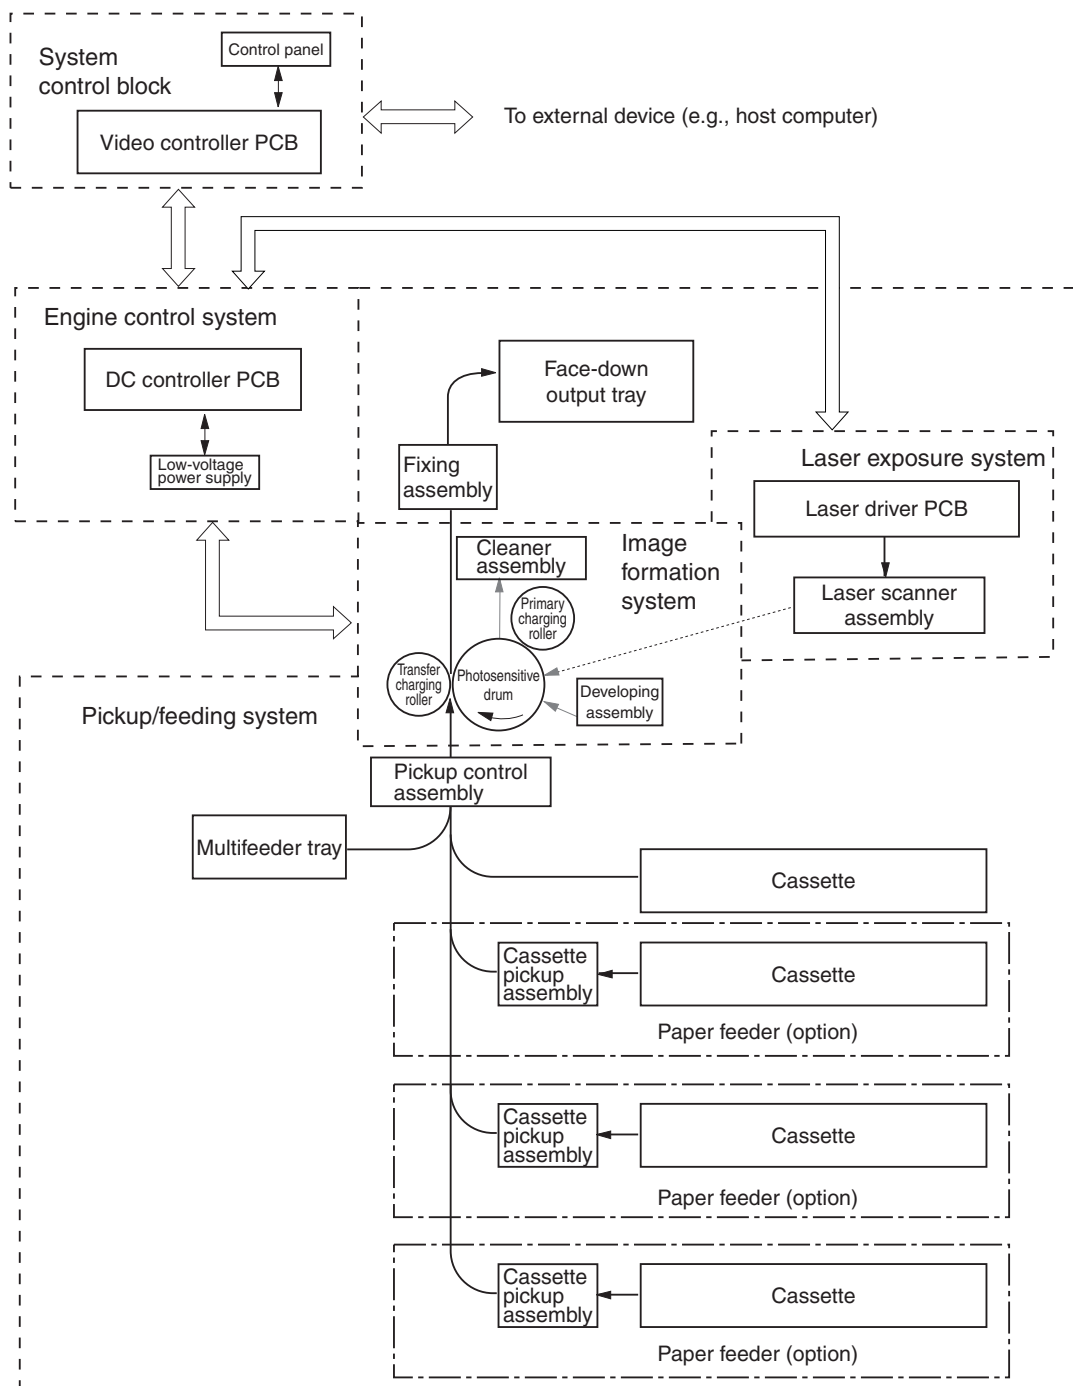 System
control block
Control panel
Video controller PCB
To external device (e.g., host computer)
Engine control system
DC controller PCB
Low-voltage
power supply
Face-down
output tray
Fixing
assembly
Laser exposure system
Laser driver PCB
Laser scanner
assembly
Image
formation
system
Cleaner
assembly
Primary
charging
roller
Transfer
charging
roller
Photosensitive
drum
Developing
assembly
Pickup/feeding system
Pickup control
assembly
Multifeeder tray
Cassette
Cassette
pickup
assembly
Cassette
Paper feeder (option)
Cassette
pickup
assembly
Cassette
Paper feeder (option)
Cassette
pickup
assembly
Cassette
Paper feeder (option)